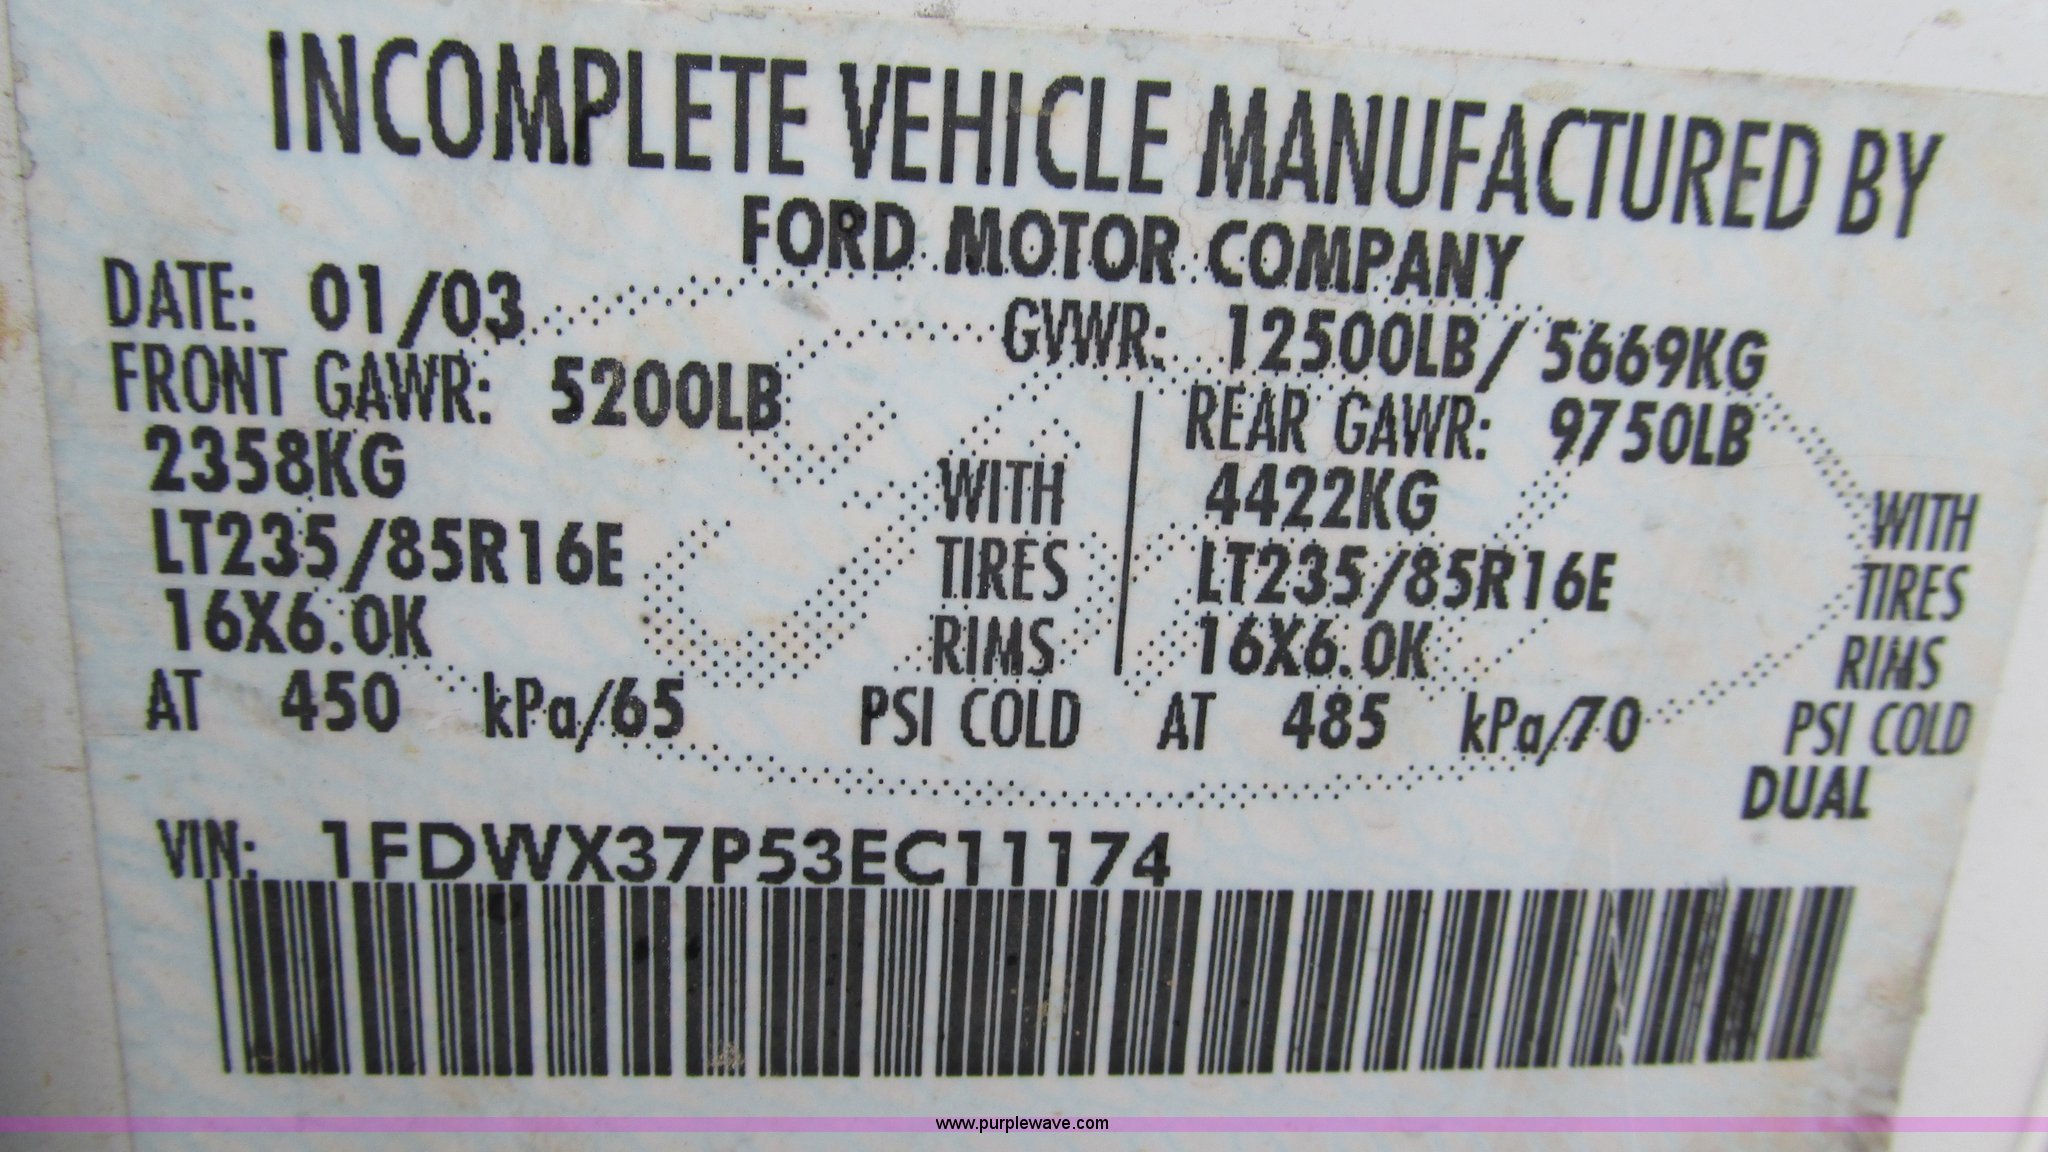 INCOMPLETE VEHICLE MANUFACTURED BY
FORD MOTOR COMPANY
DATE: 01/03 GVWR: 12500LB/ 5669KG
FRONT GAWR: 5200LB REAR GAWR: 9750LB
2358KG WITH 4422KG WITH
LT235/85R16E TIRES LT235/85R16E TIRES
16X6.0K RIMS 16X6.0K RIMS
AT 450 kPa/65 PSI COLD AT 485 kPa/70 PSI COLD
DUAL
VIN: 1FDWX37P53EC11174
www.purplewave.com